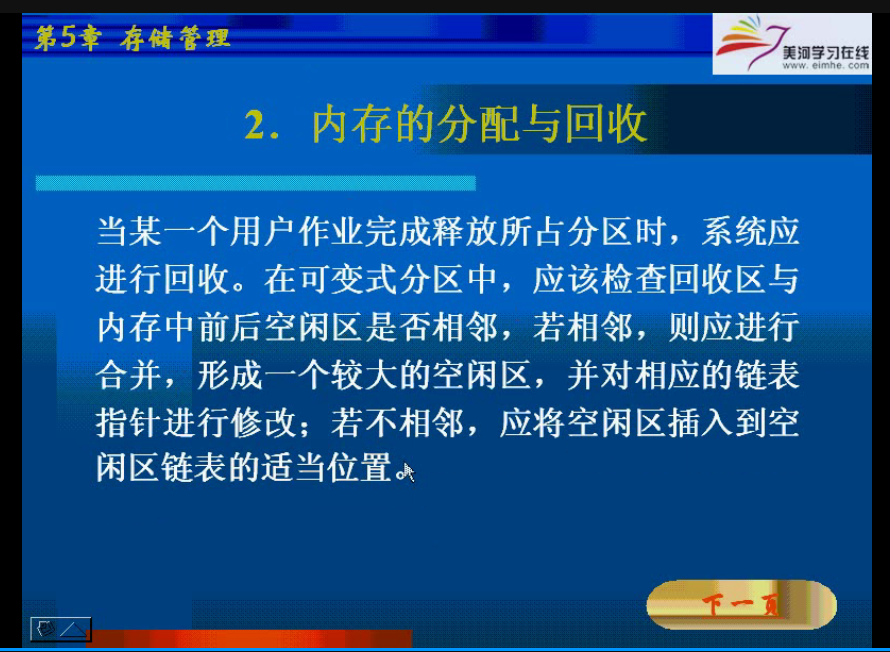 第5章 存储管理
美河学习在线
www.eimhe.com
2. 内存的分配与回收
当某一个用户作业完成释放所占分区时，系统应
进行回收。在可变式分区中，应该检查回收区与
内存中前后空闲区是否相邻，若相邻，则应进行
合并，形成一个较大的空闲区，并对相应的链表
指针进行修改；若不相邻，应将空闲区插入到空
闲区链表的适当位置。
下一页